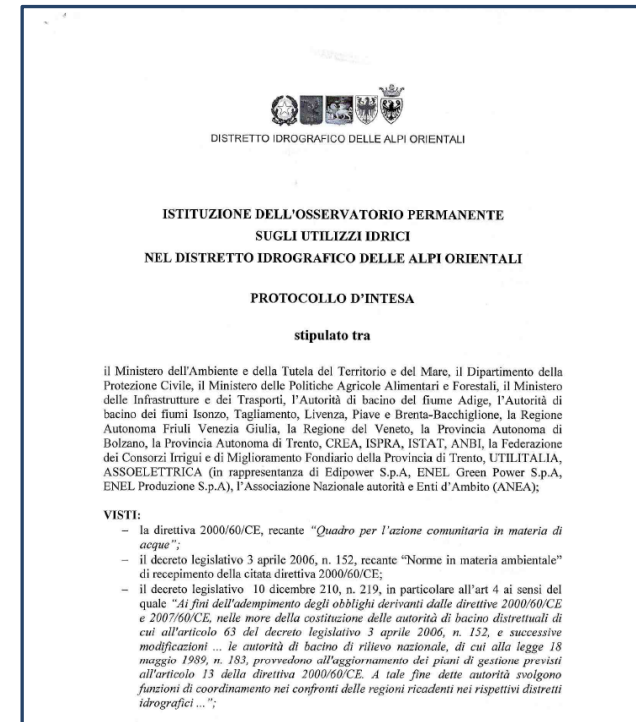 DISTRETTO IDROGRAFICO DELLE ALPI ORIENTALI
ISTITUZIONE DELL'OSSERVATORIO PERMANENTE
SUGLI UTILIZZI IDRICI
NEL DISTRETTO IDROGRAFICO DELLE ALPI ORIENTALI
PROTOCOLLO D'INTESA
stipulato tra
il Ministero dell'Ambiente e della Tutela del Territorio e del Mare, il Dipartimento della
Protezione Civile, il Ministero delle Politiche Agricole Alimentari e Forestali, il Ministero
delle Infrastrutture e dei Trasporti, l'Autorità di bacino del fiume Adige, l'Autorità di
bacino dei fiumi Isonzo, Tagliamento, Livenza, Piave e Brenta-Bacchiglione, la Regione
Autonoma Friuli Venezia Giulia, la Regione del Veneto, la Provincia Autonoma di
Bolzano, la Provincia Autonoma di Trento, CREA, ISPRA, ISTAT, ANBI, la Federazione
dei Consorzi Irrigui e di Miglioramento Fondiario della Provincia di Trento, UTILITALIA,
ASSOELETTRICA (in rappresentanza di Edipower S.p.A, ENEL Green Power S.p.A,
ENEL Produzione S.p.A), l'Associazione Nazionale autorità e Enti d'Ambito (ANEA);
VISTI:
– la direttiva 2000/60/CE, recante "Quadro per l'azione comunitaria in materia di
acque";
– il decreto legislativo 3 aprile 2006, n. 152, recante "Norme in materia ambientale"
di recepimento della citata direttiva 2000/60/CE;
– il decreto legislativo 10 dicembre 210, n. 219, in particolare all'art 4 ai sensi del
quale "Ai fini dell'adempimento degli obblighi derivanti dalle direttive 2000/60/CE
e 2007/60/CE, nelle more della costituzione delle autorità di bacino distrettuali di
cui all'articolo 63 del decreto legislativo 3 aprile 2006, n. 152, e successive
modificazioni ... le autorità di bacino di rilievo nazionale, di cui alla legge 18
maggio 1989, n. 183, provvedono all'aggiornamento dei piani di gestione previsti
all'articolo 13 della direttiva 2000/60/CE. A tale fine dette autorità svolgono
funzioni di coordinamento nei confronti delle regioni ricadenti nei rispettivi distretti
idrografici ...";